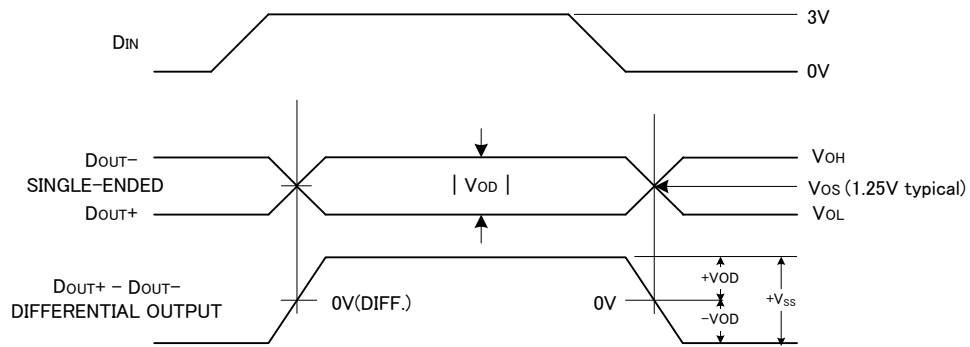 3V
DIN
0V
DOUT-
VOH
SINGLE-ENDED
| VOD |
VOS (1.25V typical)
DOUT+
VOL
DOUT+ - DOUT-
DIFFERENTIAL OUTPUT
0V(DIFF.)
0V
+VOD
-VOD
+VSS